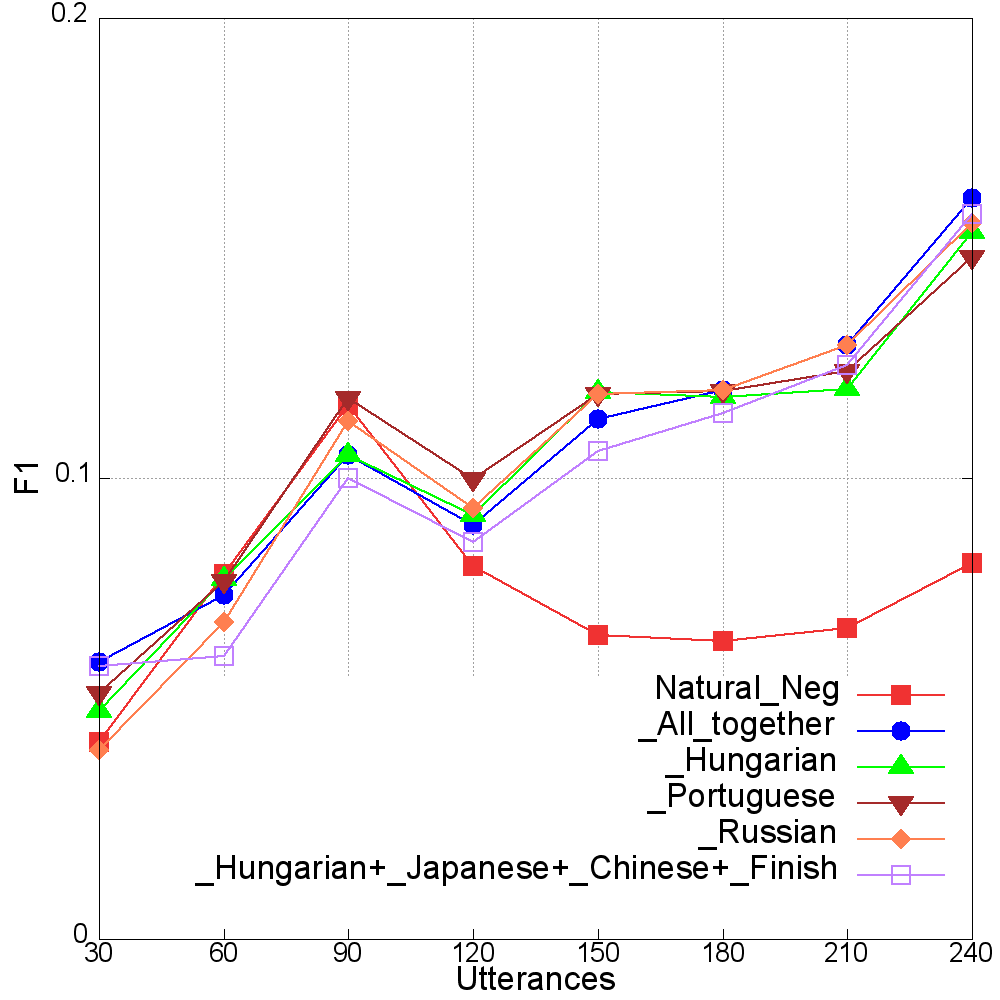 0.2
F1
0.1
0
Natural_Neg
_All_together
_Hungarian
_Portuguese
_Russian
_Hungarian+_Japanese+_Chinese+_Finish
30 60 90 120 150 180 210 240
Utterances